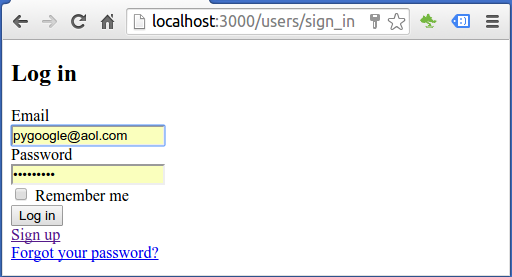 localhost:3000/users/sign_in
Log in
Email
pygoogle@aol.com
Password
•••••••••
Remember me
Log in
Sign up
Forgot your password?